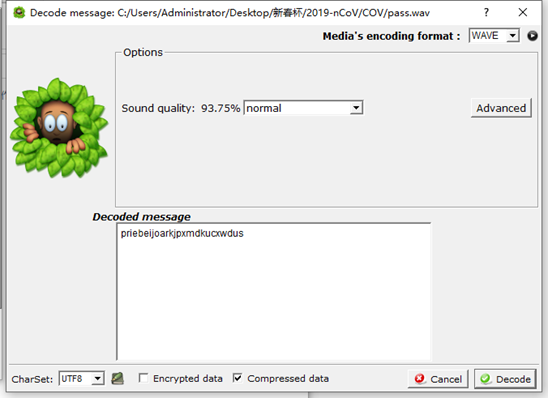 Decode message: C:/Users/Administrator/Desktop/新春杯/2019-nCoV/COV/pass.wav
Media's encoding format : WAVE
Options
Sound quality: 93.75% normal Advanced
Decoded message
priebeijoarkjpxmdkucxwdus
CharSet: UTF8 Encrypted data Compressed data Cancel Decode